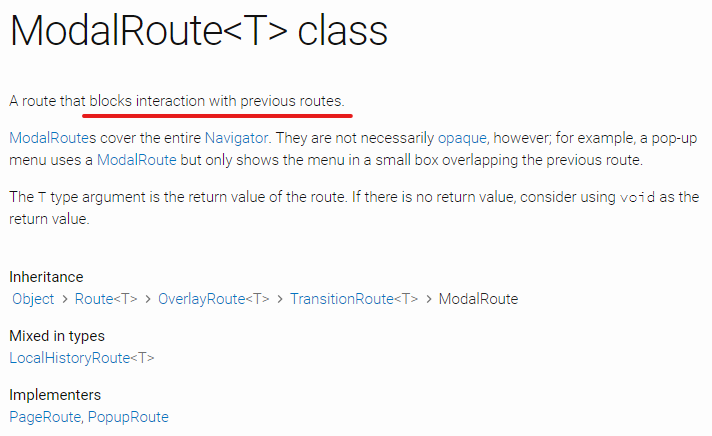 ModalRoute<T> class
A route that blocks interaction with previous routes.
ModalRoutes cover the entire Navigator. They are not necessarily opaque, however; for example, a pop-up
menu uses a ModalRoute but only shows the menu in a small box overlapping the previous route.
The T type argument is the return value of the route. If there is no return value, consider using void as the
return value.
Inheritance
Object > Route<T> > OverlayRoute<T> > TransitionRoute<T> > ModalRoute
Mixed in types
LocalHistoryRoute<T>
Implementers
PageRoute, PopupRoute